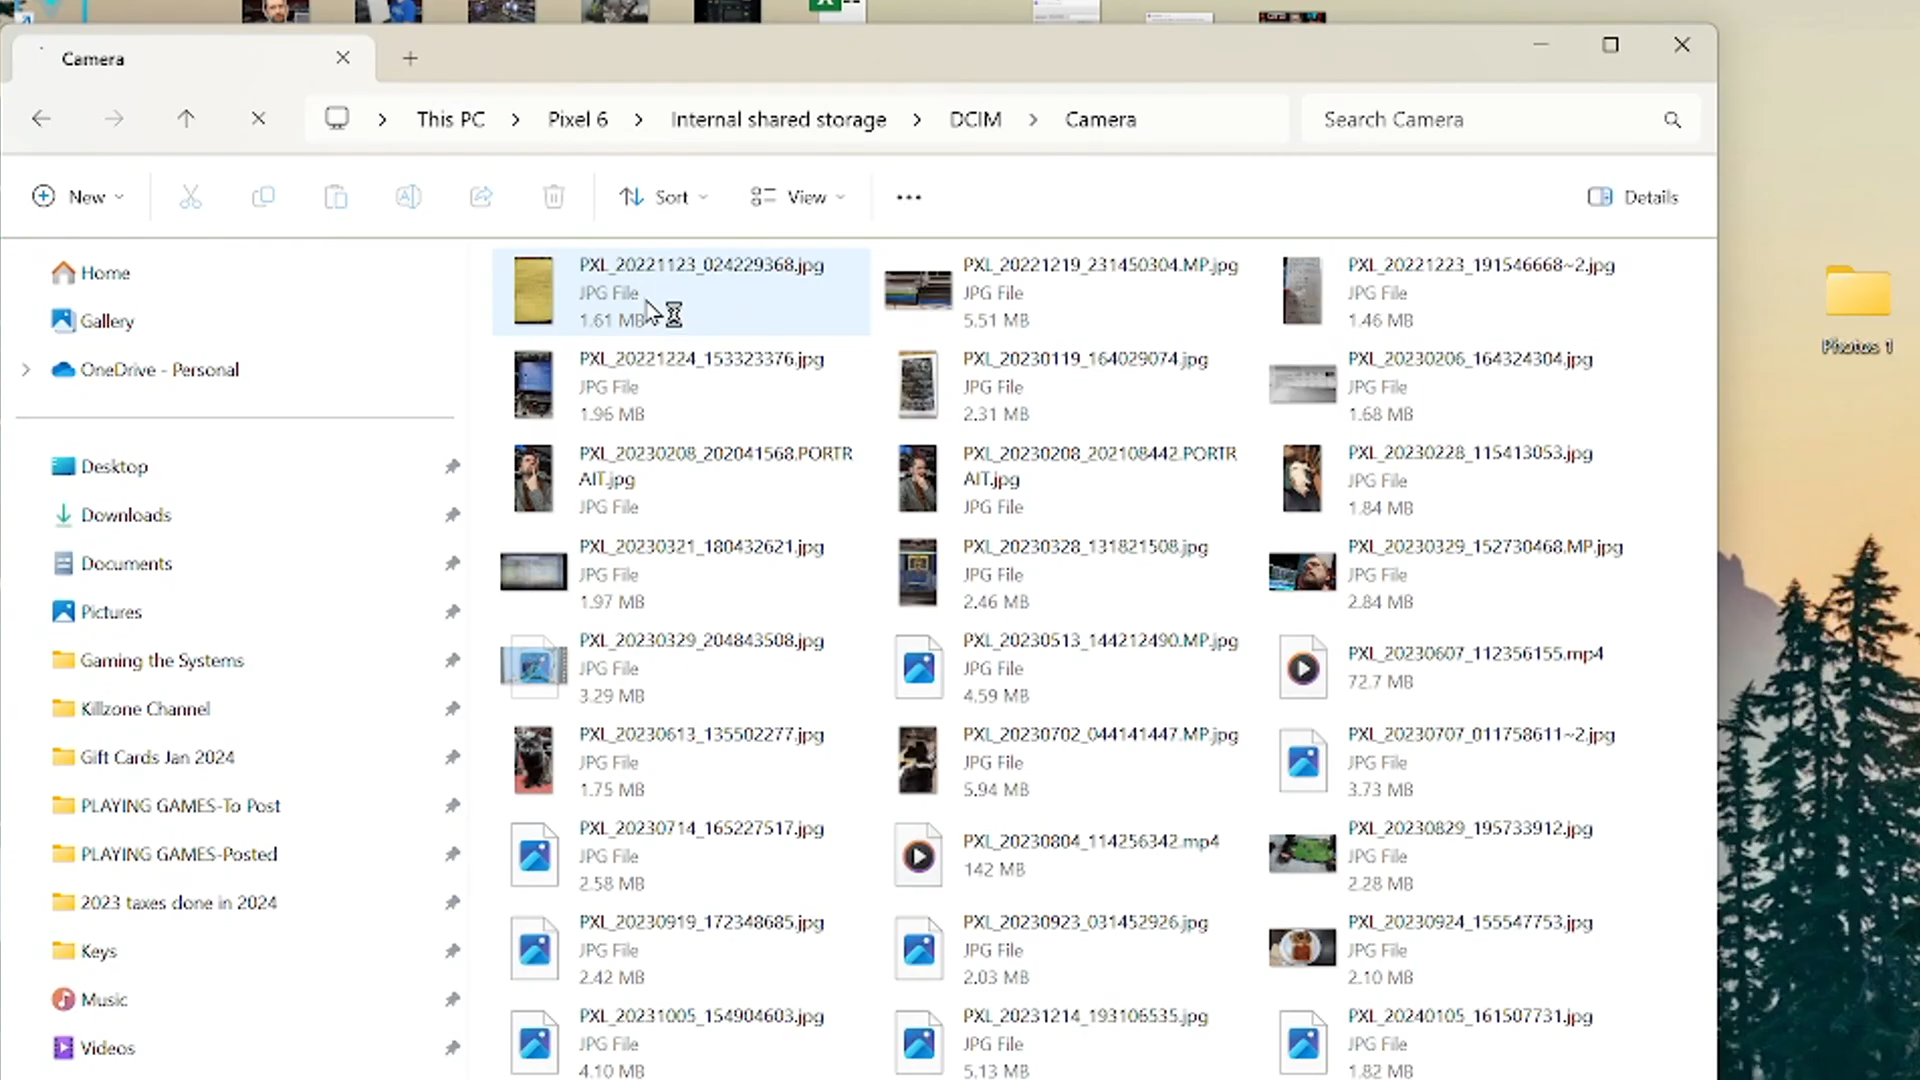 Camera
This PC
Pixel 6
Internal shared storage
DCIM
Camera
Search Camera
New
Sort
View
Details
Home
Gallery
OneDrive - Personal
Desktop
Downloads
Documents
Pictures
Gaming the Systems
Killzone Channel
Gift Cards Jan 2024
PLAYING GAMES-To Post
PLAYING GAMES-Posted
2023 taxes done in 2024
Keys
Music
Videos
PXL_20221123_024229368.jpg
JPG File
1.61 MB
PXL_20221219_231450304.MP.jpg
JPG File
5.51 MB
PXL_20221223_191546668~2.jpg
JPG File
1.46 MB
PXL_20221224_153323376.jpg
JPG File
1.96 MB
PXL_20230119_164029074.jpg
JPG File
2.31 MB
PXL_20230206_164324304.jpg
JPG File
1.68 MB
PXL_20230208_202041568.PORTR
AIT.jpg
JPG File
PXL_20230208_202108442.PORTR
AIT.jpg
JPG File
PXL_20230228_115413053.jpg
JPG File
1.84 MB
PXL_20230321_180432621.jpg
JPG File
1.97 MB
PXL_20230328_131821508.jpg
JPG File
2.46 MB
PXL_20230329_152730468.MP.jpg
JPG File
2.84 MB
PXL_20230329_204843508.jpg
JPG File
3.29 MB
PXL_20230513_144212490.MP.jpg
JPG File
4.59 MB
PXL_20230607_112356155.mp4
72.7 MB
PXL_20230613_135502277.jpg
JPG File
1.75 MB
PXL_20230702_044141447.MP.jpg
JPG File
5.94 MB
PXL_20230707_011758611~2.jpg
JPG File
3.73 MB
PXL_20230714_165227517.jpg
JPG File
2.58 MB
PXL_20230804_114256342.mp4
142 MB
PXL_20230829_195733912.jpg
JPG File
2.28 MB
PXL_20230919_172348685.jpg
JPG File
2.42 MB
PXL_20230923_031452926.jpg
JPG File
2.03 MB
PXL_20230924_155547753.jpg
JPG File
2.10 MB
PXL_20231005_154904603.jpg
JPG File
4.10 MB
PXL_20231214_193106535.jpg
JPG File
5.13 MB
PXL_20240105_161507731.jpg
JPG File
1.82 MB
Photos 1